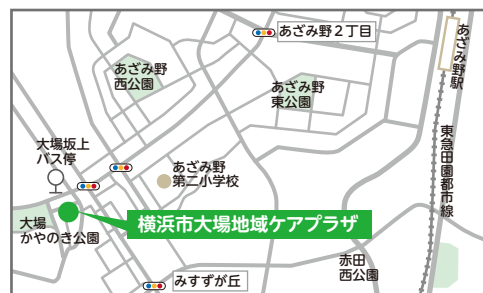 あざみ野２丁目
あざみ野駅
あざみ野
西公園
あざみ野
東公園
東急田園都市線
大場坂上
バス停
あざみ野
第二小学校
大場
かやのき公園
横浜市大場地域ケアプラザ
赤田
西公園
みすずが丘